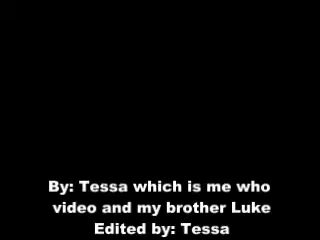 By: Tessa which is me who
video and my brother Luke
Edited by: Tessa